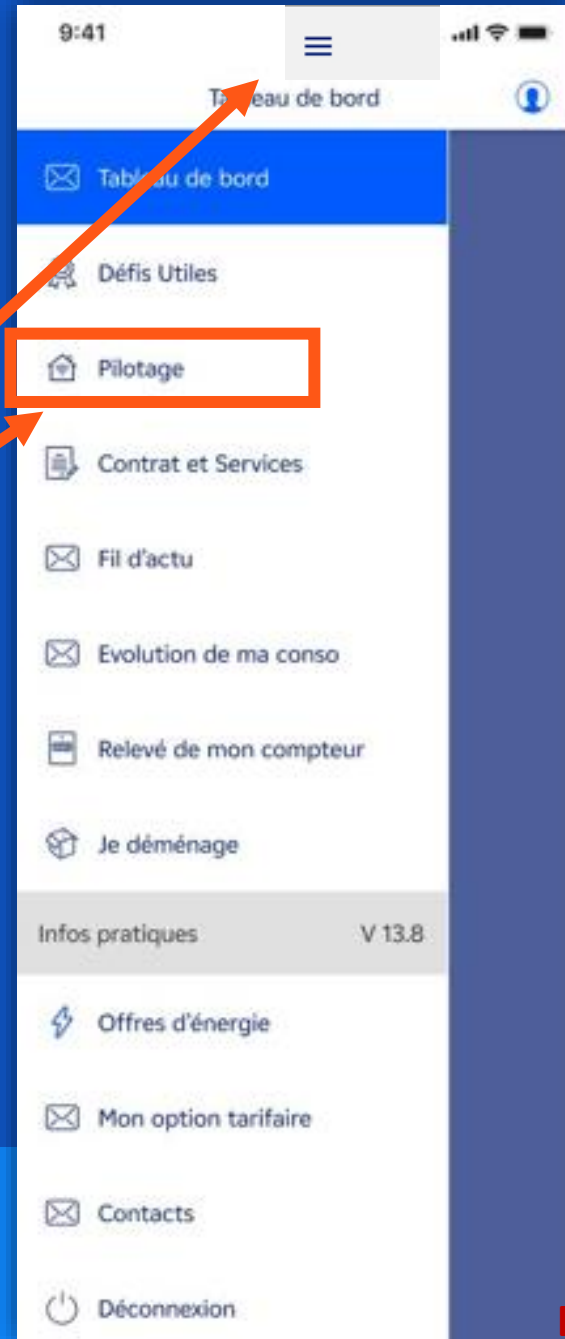 9:41
Tableau de bord
Tableau de bord
Défis Utiles
Pilotage
Contrat et Services
Fil d'actu
Evolution de ma conso
Relevé de mon compteur
Je déménage
Infos pratiques V 13.8
Offres d'énergie
Mon option tarifaire
Contacts
Déconnexion